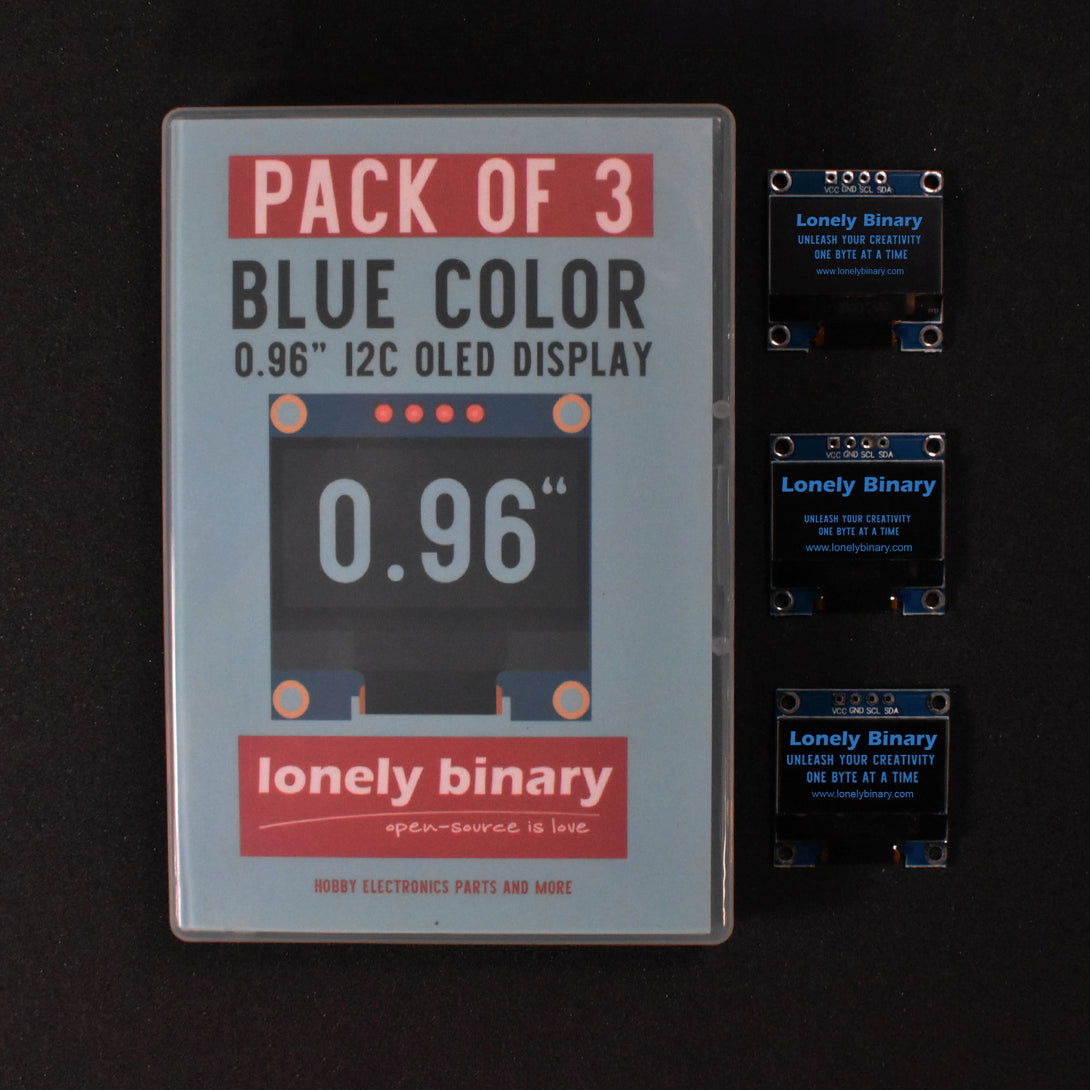 PACK OF 3
BLUE COLOR
0.96” I2C OLED DISPLAY
0.96“
lonely binary
open-source is love
HOBBY ELECTRONICS PARTS AND MORE
VCC GND SCL SDA
Lonely Binary
UNLEASH YOUR CREATIVITY
ONE BYTE AT A TIME
www.lonelybinary.com
VCC GND SCL SDA
Lonely Binary
UNLEASH YOUR CREATIVITY
ONE BYTE AT A TIME
www.lonelybinary.com
VCC GND SCL SDA
Lonely Binary
UNLEASH YOUR CREATIVITY
ONE BYTE AT A TIME
www.lonelybinary.com